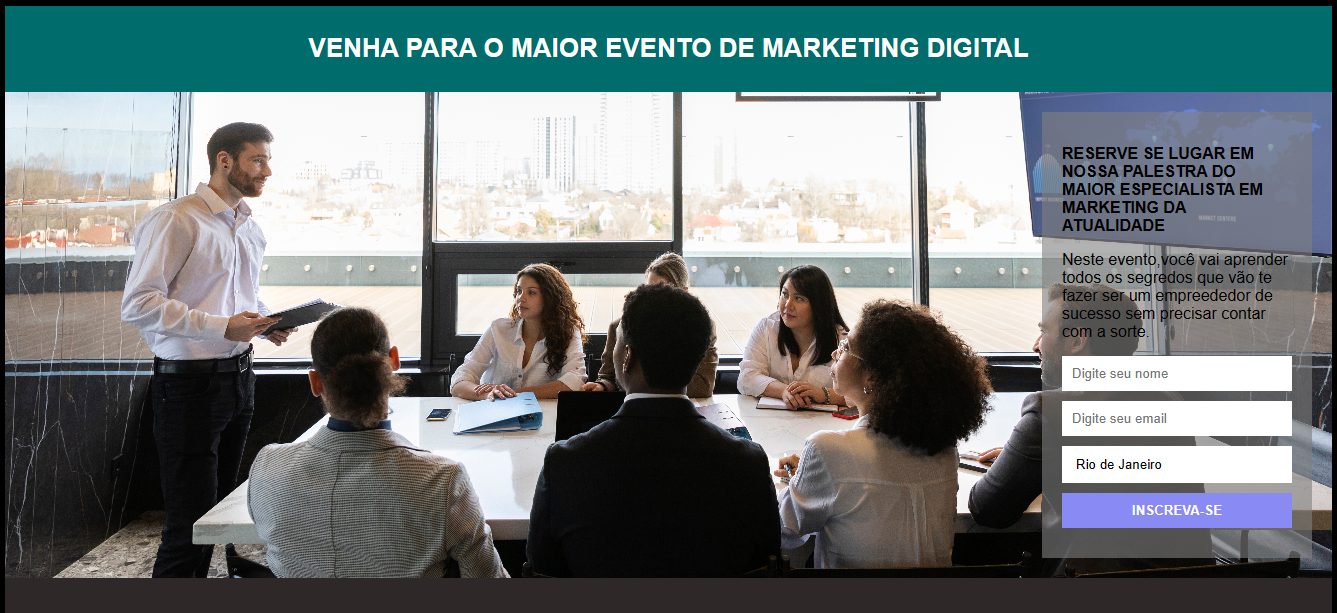 VENHA PARA O MAIOR EVENTO DE MARKETING DIGITAL
RESERVE SE LUGAR EM
NOSSA PALESTRA DO
MAIOR ESPECIALISTA EM
MARKETING DA
ATUALIDADE
Neste evento,você vai aprender
todos os segredos que vão te
fazer ser um empreededor de
sucesso sem precisar contar
com a sorte.
Digite seu nome
Digite seu email
Rio de Janeiro
INSCREVA-SE